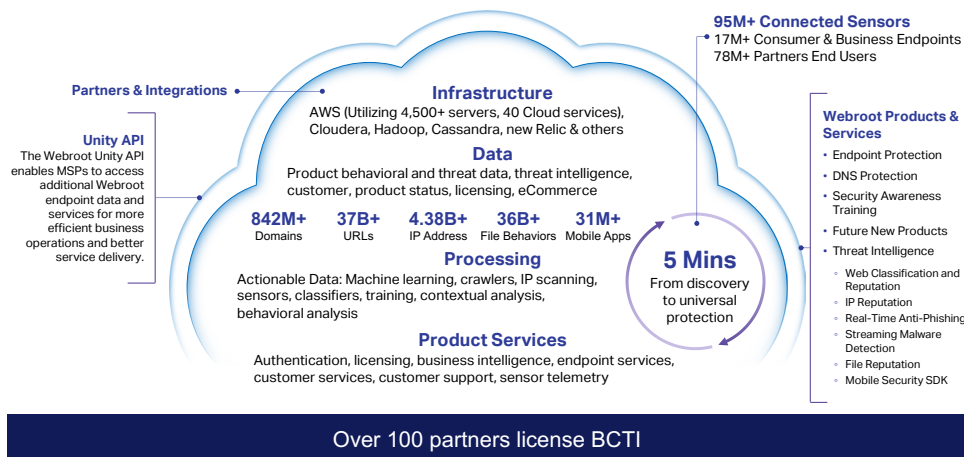 95M+ Connected Sensors
17M+ Consumer & Business Endpoints
78M+ Partners End Users
Partners & Integrations
Unity API
The Webroot Unity API
enables MSPs to access
additional Webroot
endpoint data and
services for more
efficient business
operations and better
service delivery.
Infrastructure
AWS (Utilizing 4,500+ servers, 40 Cloud services),
Cloudera, Hadoop, Cassandra, new Relic & others
Data
Product behavioral and threat data, threat intelligence,
customer, product status, licensing, eCommerce
842M+ 37B+ 4.38B+ 36B+ 31M+
Domains URLs IP Address File Behaviors Mobile Apps
Processing
Actionable Data: Machine learning, crawlers, IP scanning,
sensors, classifiers, training, contextual analysis,
behavioral analysis
5 Mins
From discovery
to universal
protection
Product Services
Authentication, licensing, business intelligence, endpoint services,
customer services, customer support, sensor telemetry
Webroot Products &
Services
• Endpoint Protection
• DNS Protection
• Security Awareness
Training
• Future New Products
• Threat Intelligence
◦ Web Classification and
Reputation
◦ IP Reputation
◦ Real-Time Anti-Phishing
◦ Streaming Malware
Detection
◦ File Reputation
◦ Mobile Security SDK
Over 100 partners license BCTI